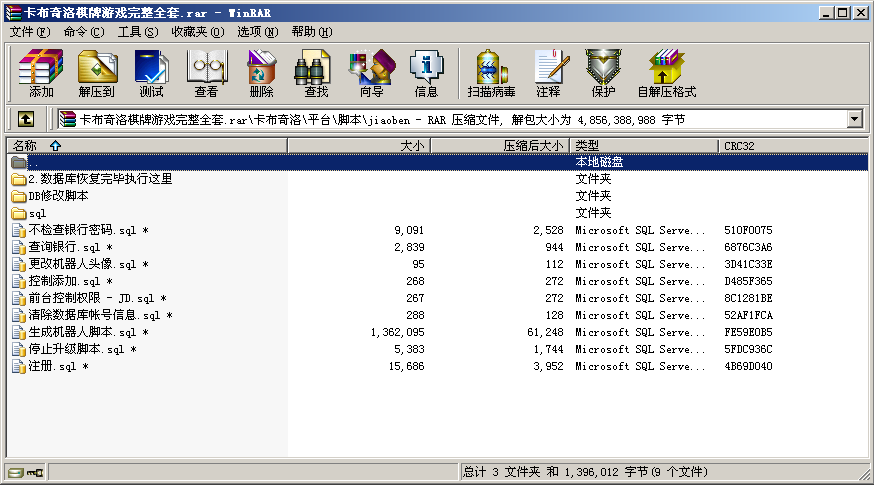 卡布奇洛棋牌游戏完整全套.rar - WinRAR
文件(F) 命令(C) 工具(S) 收藏夹(O) 选项(N) 帮助(H)
添加 解压到 测试 查看 删除 查找 向导 信息 扫描病毒 注释 保护 自解压格式
卡布奇洛棋牌游戏完整全套.rar\卡布奇洛\平台\脚本\jiaoben - RAR 压缩文件, 解包大小为 4,856,388,988 字节
名称 大小 压缩后大小 类型 CRC32
.. 本地磁盘
2.数据库恢复完毕执行这里 文件夹
DB修改脚本 文件夹
sql 文件夹
不检查银行密码.sql * 9,091 2,528 Microsoft SQL Serve... 510F0075
查询银行.sql * 2,839 944 Microsoft SQL Serve... 6876C3A6
更改机器人头像.sql * 95 112 Microsoft SQL Serve... 3D41C33E
控制添加.sql * 268 272 Microsoft SQL Serve... D485F365
前台控制权限 - JD.sql * 267 272 Microsoft SQL Serve... 8C1281BE
清除数据库帐号信息.sql * 288 128 Microsoft SQL Serve... 52AF1FCA
生成机器人脚本.sql * 1,362,095 61,248 Microsoft SQL Serve... FE59E0B5
停止升级脚本.sql * 5,383 1,744 Microsoft SQL Serve... 5FDC936C
注册.sql * 15,686 3,952 Microsoft SQL Serve... 4B69D040
总计 3 文件夹 和 1,396,012 字节(9 个文件)